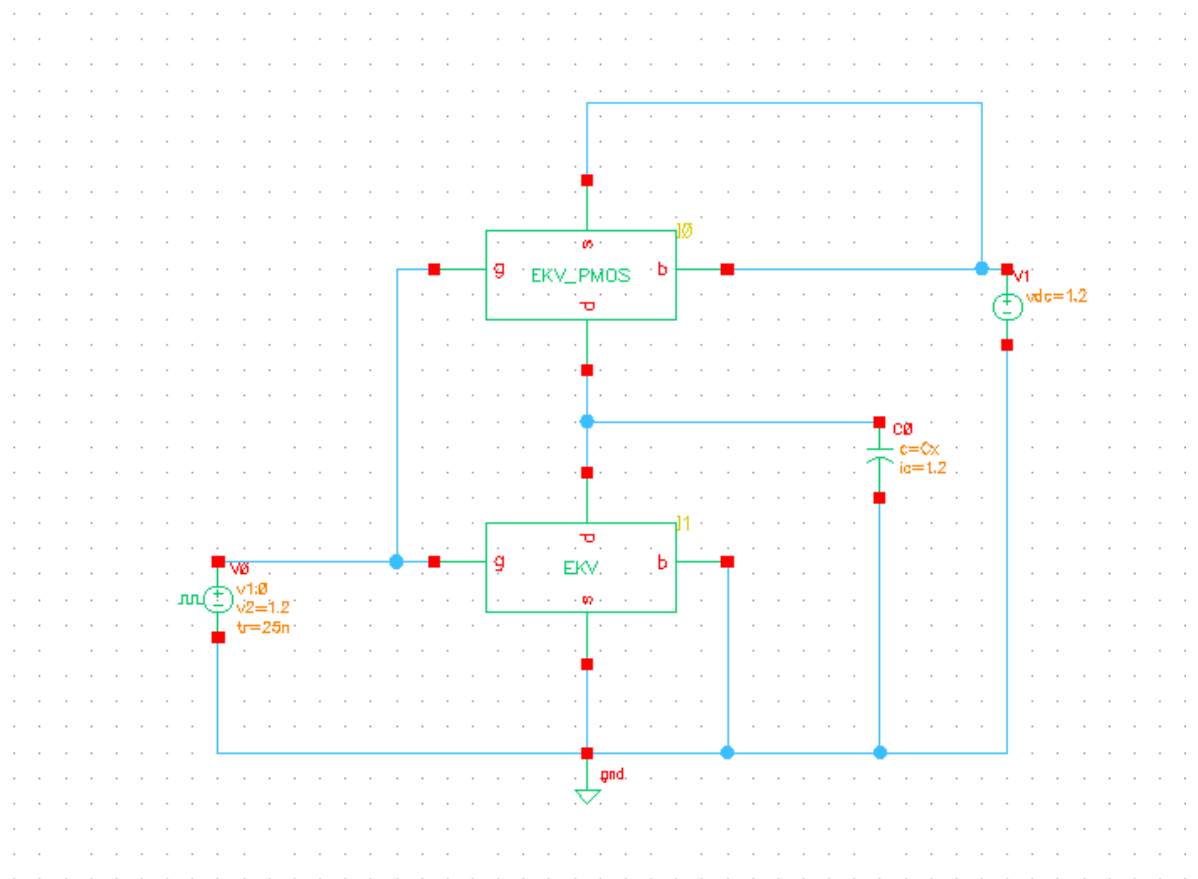 I0
s
g
EKV_PMOS
b
d
V1
vdc=1.2
C0
c=Cx
ic=1.2
I1
d
g
EKV
b
s
V0
v1:0
v2=1.2
tr=25n
gnd